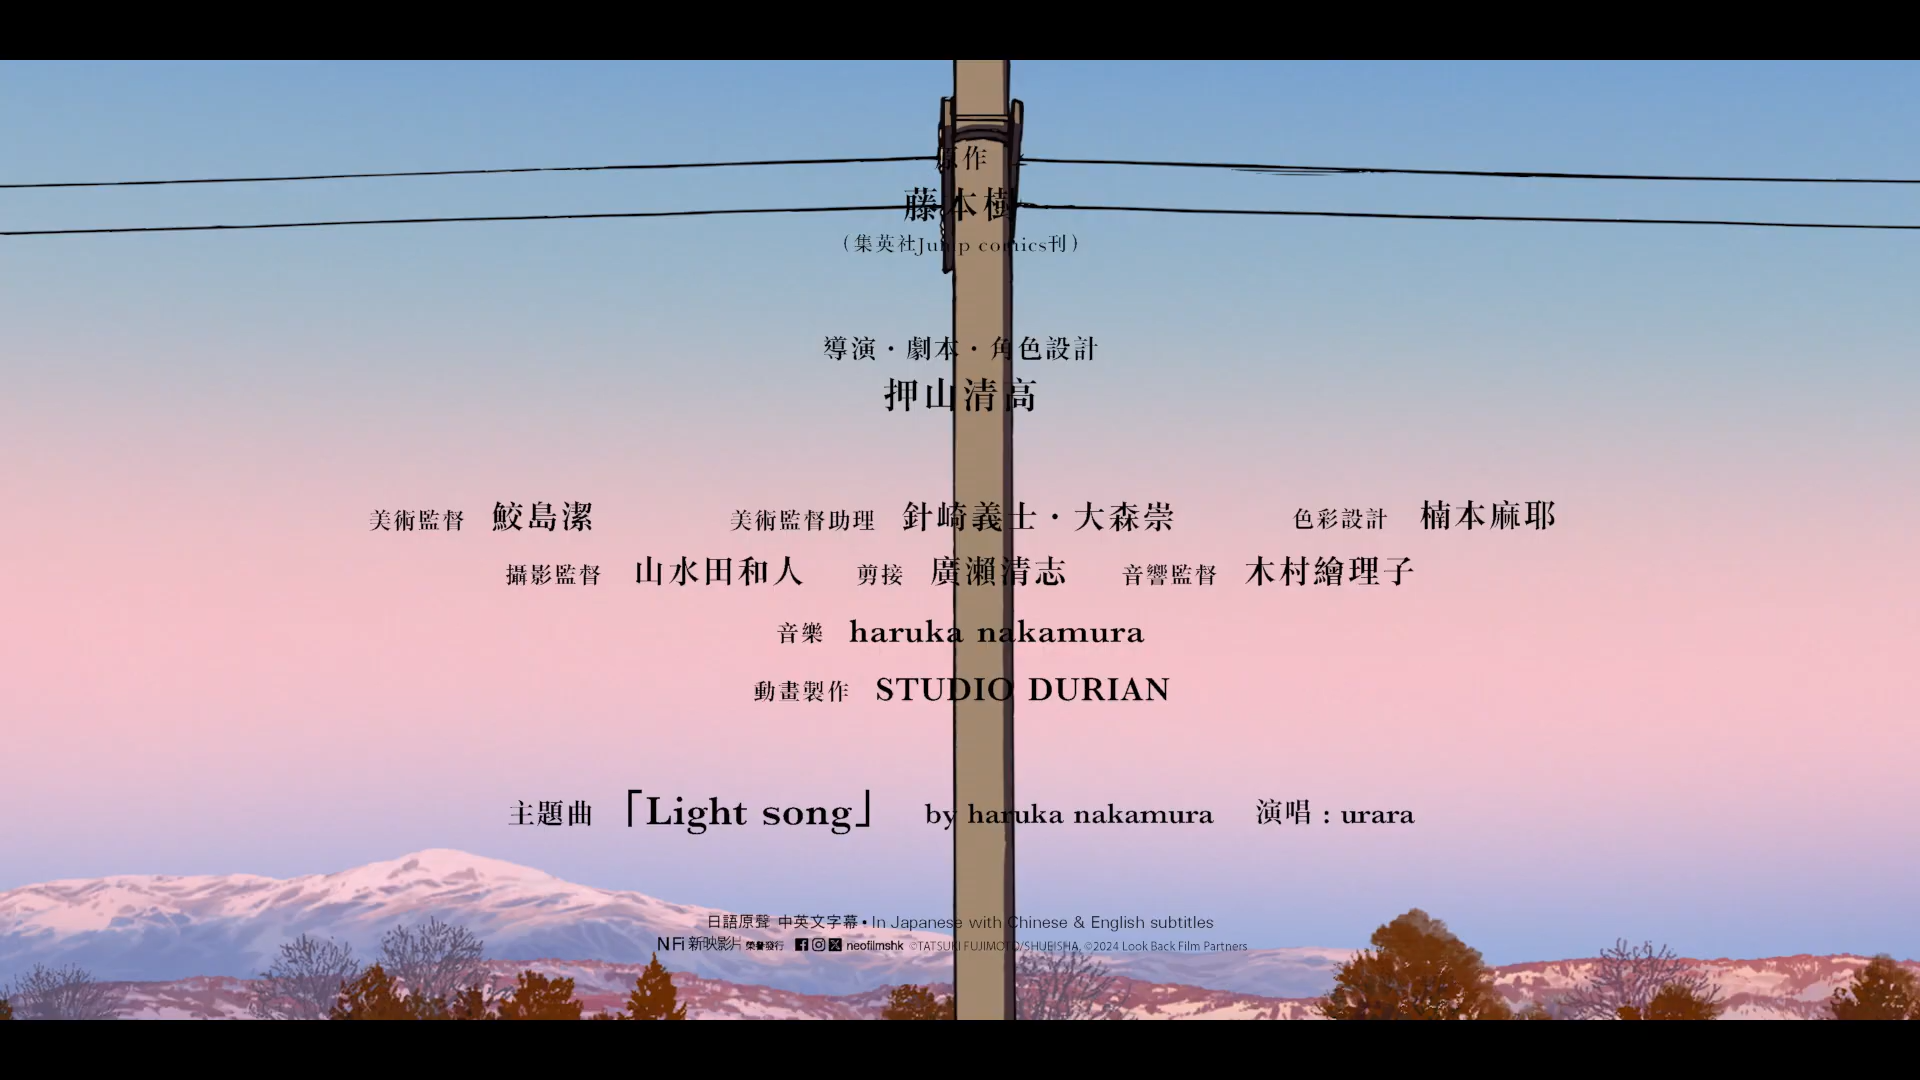 原作
藤本樹
（集英社Jump comics刊）
導演・劇本・角色設計
押山清高
美術監督 鮫島潔 美術監督助理 針崎義士・大森崇 色彩設計 楠本麻耶
攝影監督 山水田和人 剪接 廣瀨清志 音響監督 木村繪理子
音樂 haruka nakamura
動畫製作 STUDIO DURIAN
主題曲 「Light song」 by haruka nakamura 演唱：urara
日語原聲 中英文字幕 • In Japanese with Chinese & English subtitles
NFi 新映影片 榮譽發行 neofilmshk ©TATSUKI FUJIMOTO/SHUEISHA, ©2024 Look Back Film Partners